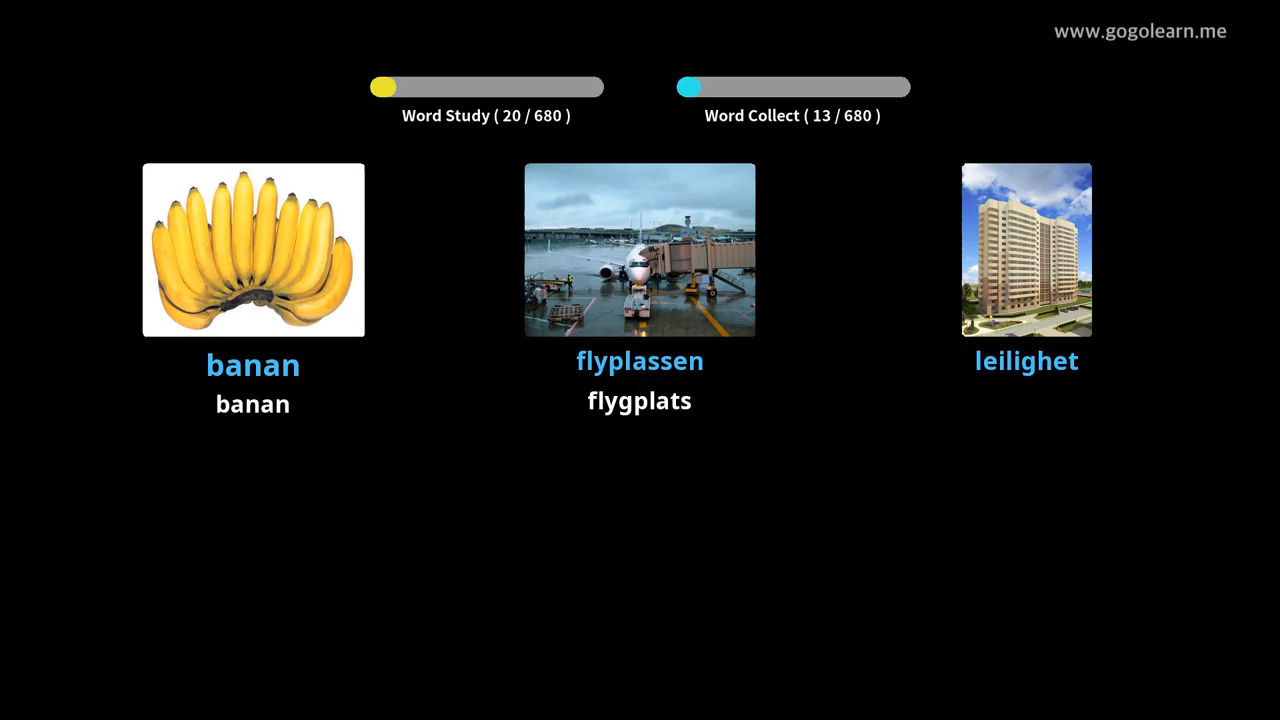 www.gogolearn.me
Word Study ( 20 / 680 )
Word Collect ( 13 / 680 )
banan
banan
flyplassen
flygplats
leilighet